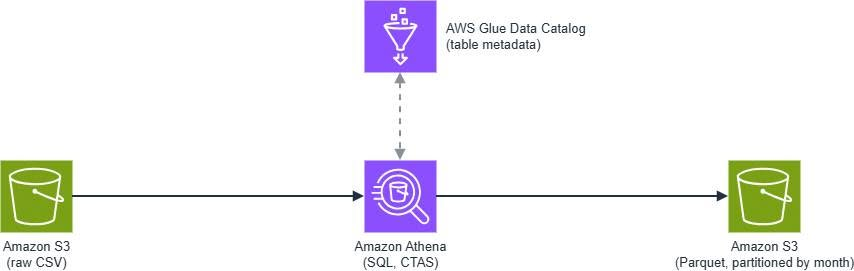 AWS Glue Data Catalog
(table metadata)
Amazon S3
(raw CSV)
Amazon Athena
(SQL, CTAS)
Amazon S3
(Parquet, partitioned by month)